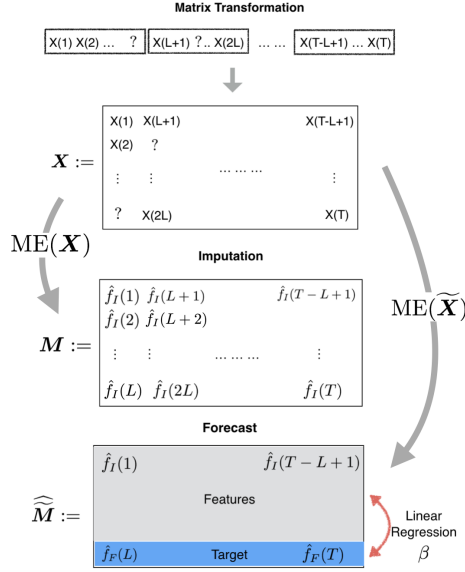 Matrix Transformation
X(1) X(2) ... ? X(L+1) ? .. X(2L) ... ... X(T-L+1) ... X(T)
X(1) X(L+1) X(T-L+1)
X(2) ?
X :=
⋮ ⋮ ... ... ... ⋮
? X(2L) X(T)
ME(X)
Imputation
f̂_I(1) f̂_I(L + 1) f̂_I(T − L + 1)
ME(X̃)
f̂_I(2) f̂_I(L + 2)
M :=
⋮ ⋮ ... ... ... ⋮
f̂_I(L) f̂_I(2L) f̂_I(T)
Forecast
f̂_I(1) f̂_I(T − L + 1)
Features
M̃̂ :=
Linear
Regression
β
f̂_F(L) Target f̂_F(T)